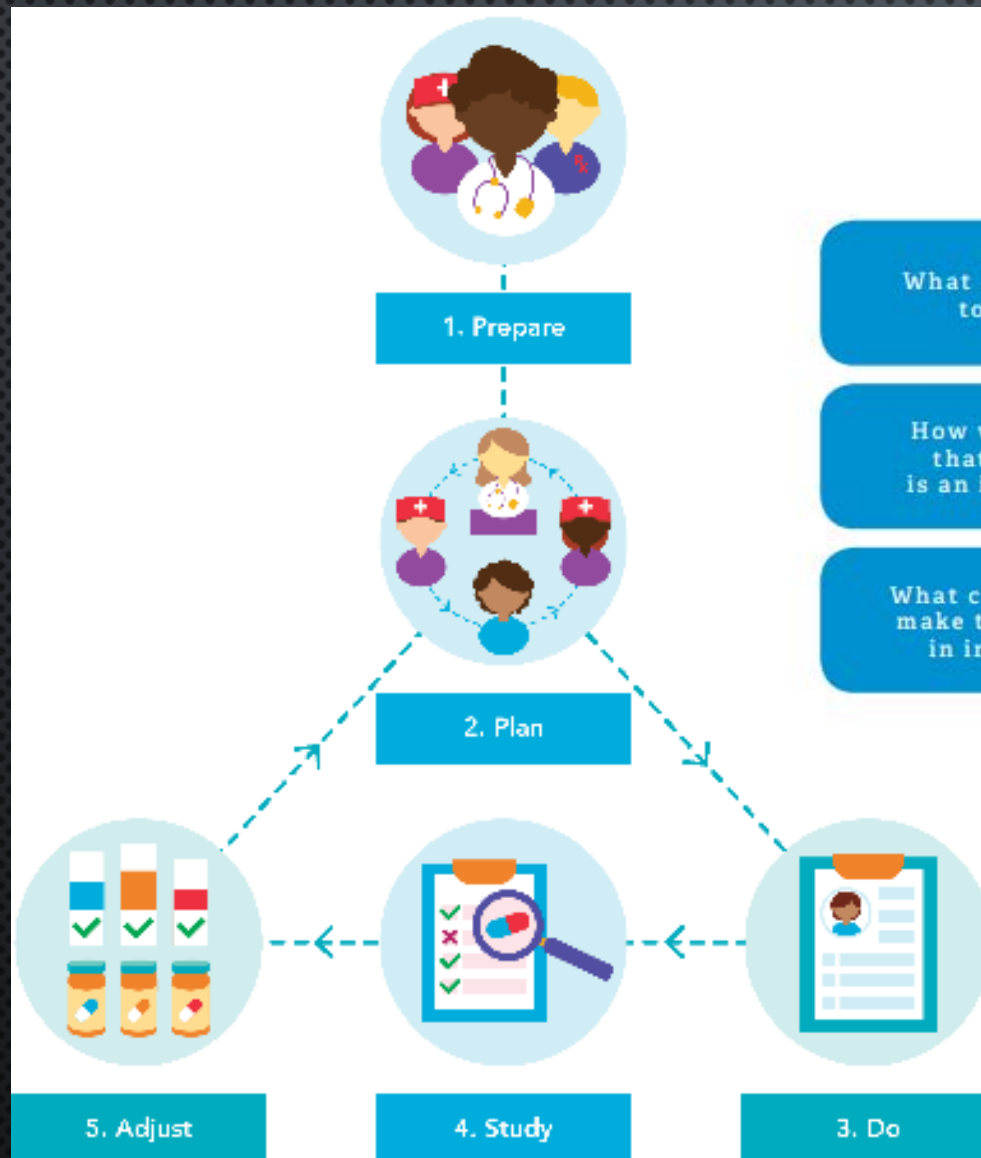 1. Prepare
What
to
How
that
is an
What
make
in
2. Plan
5. Adjust
4. Study
3. Do
Rx